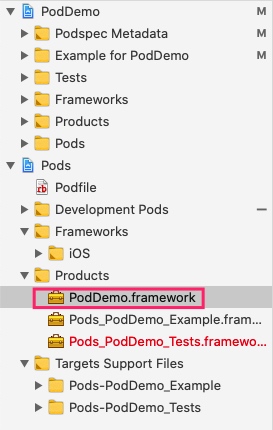 PodDemo M
Podspec Metadata M
Example for PodDemo M
Tests
Frameworks
Products
Pods
Pods
rb Podfile
Development Pods
Frameworks
iOS
Products
PodDemo.framework
Pods_PodDemo_Example.fram...
Pods_PodDemo_Tests.framewo...
Targets Support Files
Pods-PodDemo_Example
Pods-PodDemo_Tests